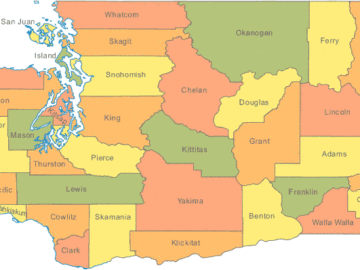 Whatcom
San Juan
Okanogan
Skagit
Ferry
Island
Snohomish
Chelan
Douglas
Lincoln
King
Mason
Grant
Kittitas
Adams
Pierce
Thurston
Lewis
Franklin
Yakima
Cowlitz
Skamania
Benton
Walla Walla
Klickitat
Clark